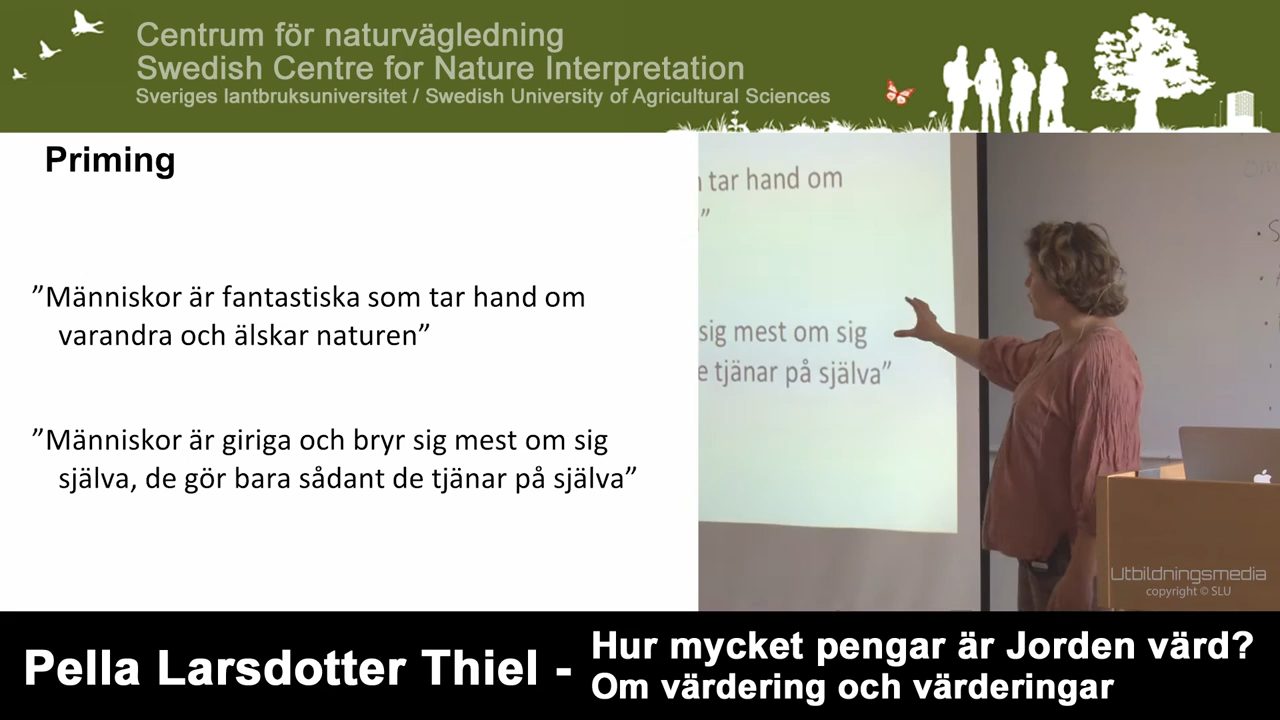 Centrum för naturvägledning
Swedish Centre for Nature Interpretation
Sveriges lantbruksuniversitet / Swedish University of Agricultural Sciences
Priming
”Människor är fantastiska som tar hand om
varandra och älskar naturen”
”Människor är giriga och bryr sig mest om sig
själva, de gör bara sådant de tjänar på själva”
tar hand om
”
sig mest om sig
tjänar på själva”
Utbildningsmedia
copyright © SLU
Pella Larsdotter Thiel -
Hur mycket pengar är Jorden värd?
Om värdering och värderingar